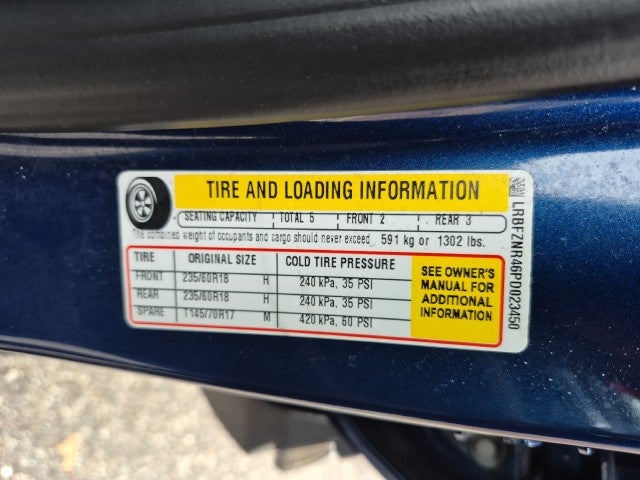 TIRE AND LOADING INFORMATION
SEATING CAPACITY TOTAL 5 FRONT 2 REAR 3
The combined weight of occupants and cargo should never exceed 591 kg or 1302 lbs.
TIRE ORIGINAL SIZE COLD TIRE PRESSURE
FRONT 235/60R18 H 240 kPa, 35 PSI
REAR 235/60R18 H 240 kPa, 35 PSI
SPARE T145/70R17 M 420 kPa, 60 PSI
SEE OWNER'S
MANUAL FOR
ADDITIONAL
INFORMATION
LRBFZNR46PD023450